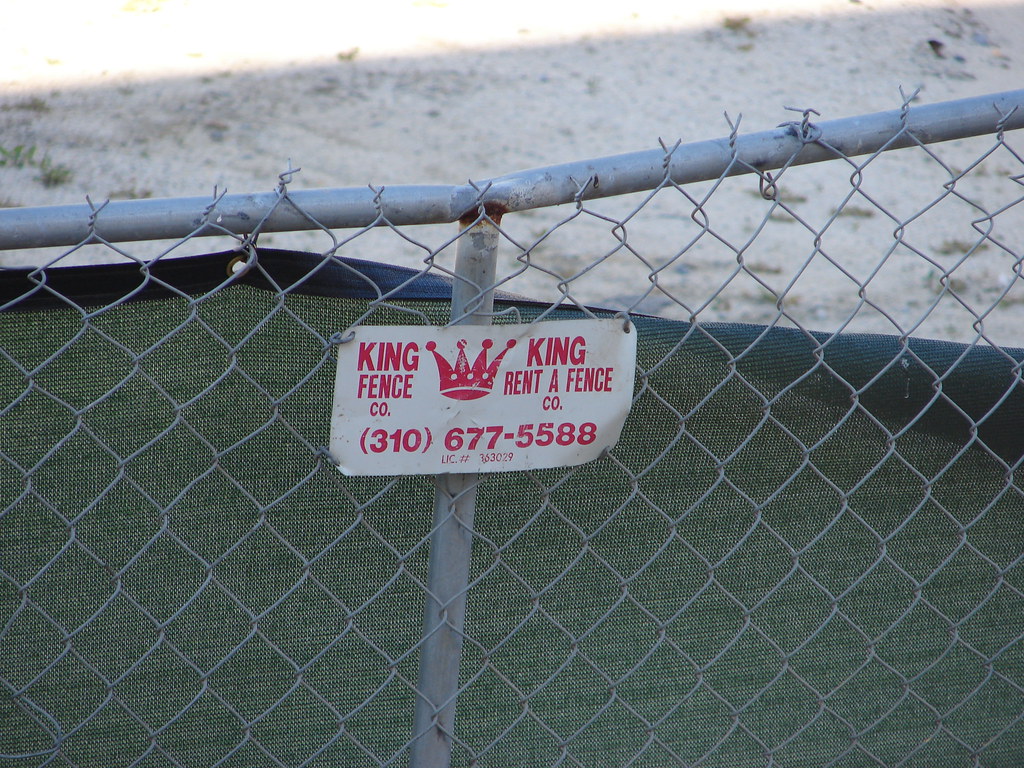 KING
FENCE
CO.
KING
RENT A FENCE
CO.
(310) 677-5588
LIC. # 363029